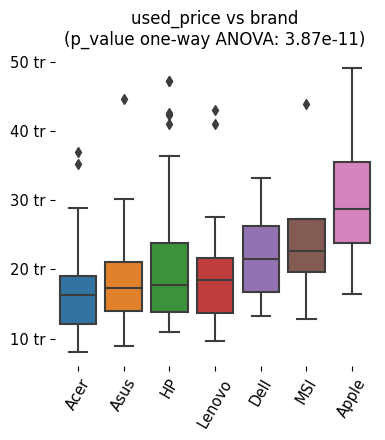 used_price vs brand
(p_value one-way ANOVA: 3.87e-11)
50 tr
40 tr
30 tr
20 tr
10 tr
Acer
Asus
HP
Lenovo
Dell
MSI
Apple